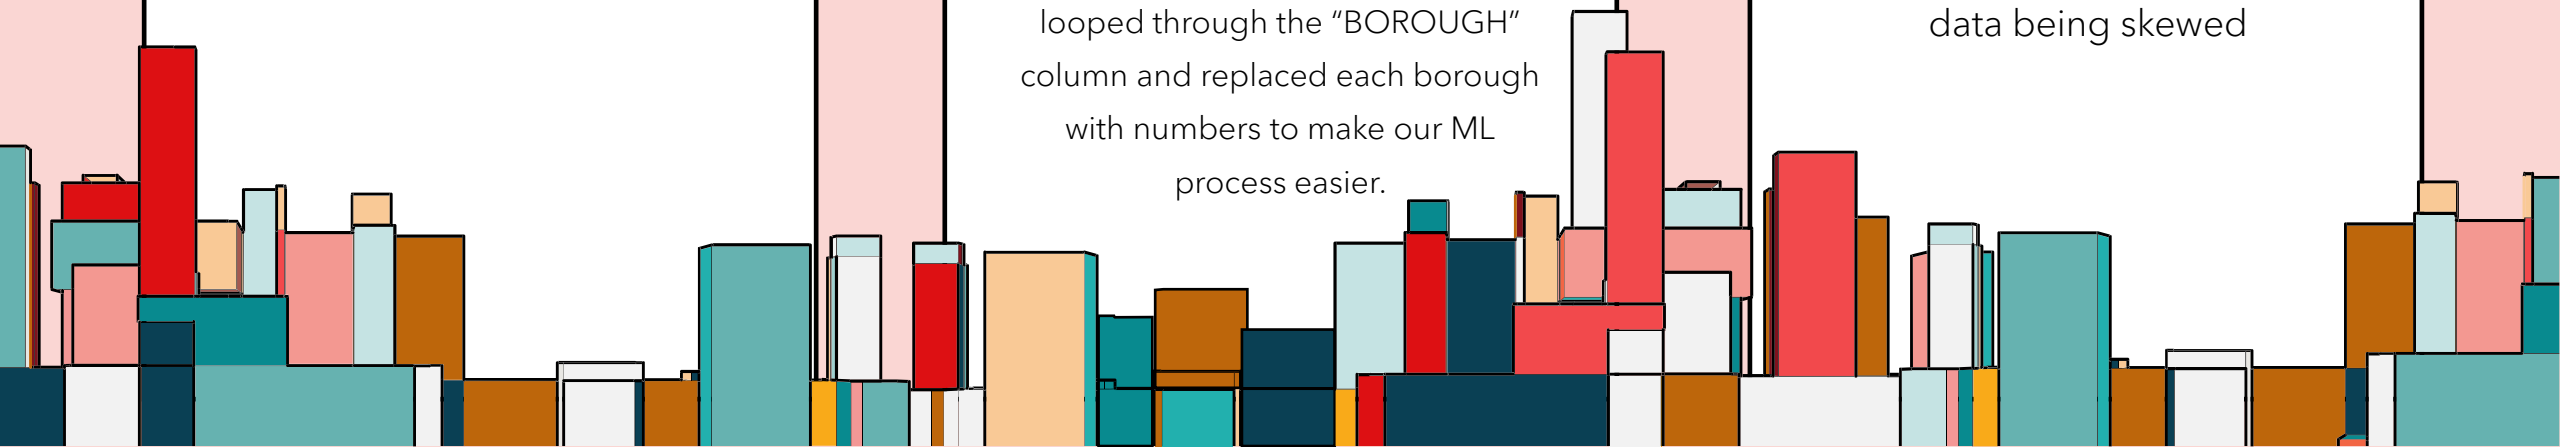 looped through the “BOROUGH”
column and replaced each borough
with numbers to make our ML
process easier.
data being skewed